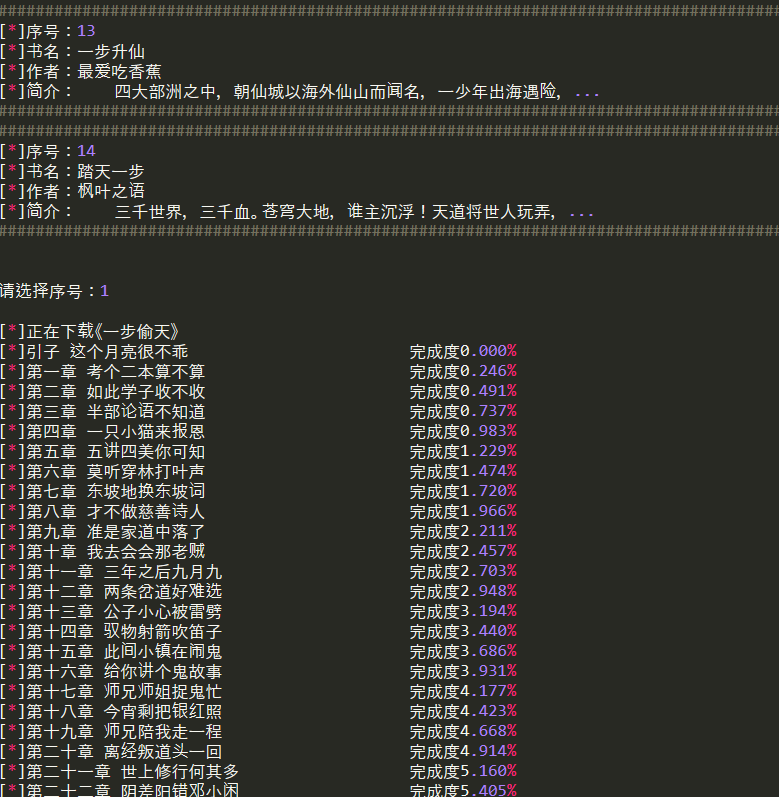 ################################################################################
[*]序号：13
[*]书名：一步升仙
[*]作者：最爱吃香蕉
[*]简介：    四大部洲之中，朝仙城以海外仙山而闻名，一少年出海遇险，...
################################################################################
################################################################################
[*]序号：14
[*]书名：踏天一步
[*]作者：枫叶之语
[*]简介：    三千世界，三千血。苍穹大地，谁主沉浮！天道将世人玩弄，...
################################################################################
请选择序号：1
[*]正在下载《一步偷天》
[*]引子 这个月亮很不乖 完成度0.000%
[*]第一章 考个二本算不算 完成度0.246%
[*]第二章 如此学子收不收 完成度0.491%
[*]第三章 半部论语不知道 完成度0.737%
[*]第四章 一只小猫来报恩 完成度0.983%
[*]第五章 五讲四美你可知 完成度1.229%
[*]第六章 莫听穿林打叶声 完成度1.474%
[*]第七章 东坡地换东坡词 完成度1.720%
[*]第八章 才不做慈善诗人 完成度1.966%
[*]第九章 准是家道中落了 完成度2.211%
[*]第十章 我去会会那老贼 完成度2.457%
[*]第十一章 三年之后九月九 完成度2.703%
[*]第十二章 两条岔道好难选 完成度2.948%
[*]第十三章 公子小心被雷劈 完成度3.194%
[*]第十四章 驭物射箭吹笛子 完成度3.440%
[*]第十五章 此间小镇在闹鬼 完成度3.686%
[*]第十六章 给你讲个鬼故事 完成度3.931%
[*]第十七章 师兄师姐捉鬼忙 完成度4.177%
[*]第十八章 今宵剩把银红照 完成度4.423%
[*]第十九章 师兄陪我走一程 完成度4.668%
[*]第二十章 离经叛道头一回 完成度4.914%
[*]第二十一章 世上修行何其多 完成度5.160%
[*]第二十二章 阴差阳错邓小闲 完成度5.405%